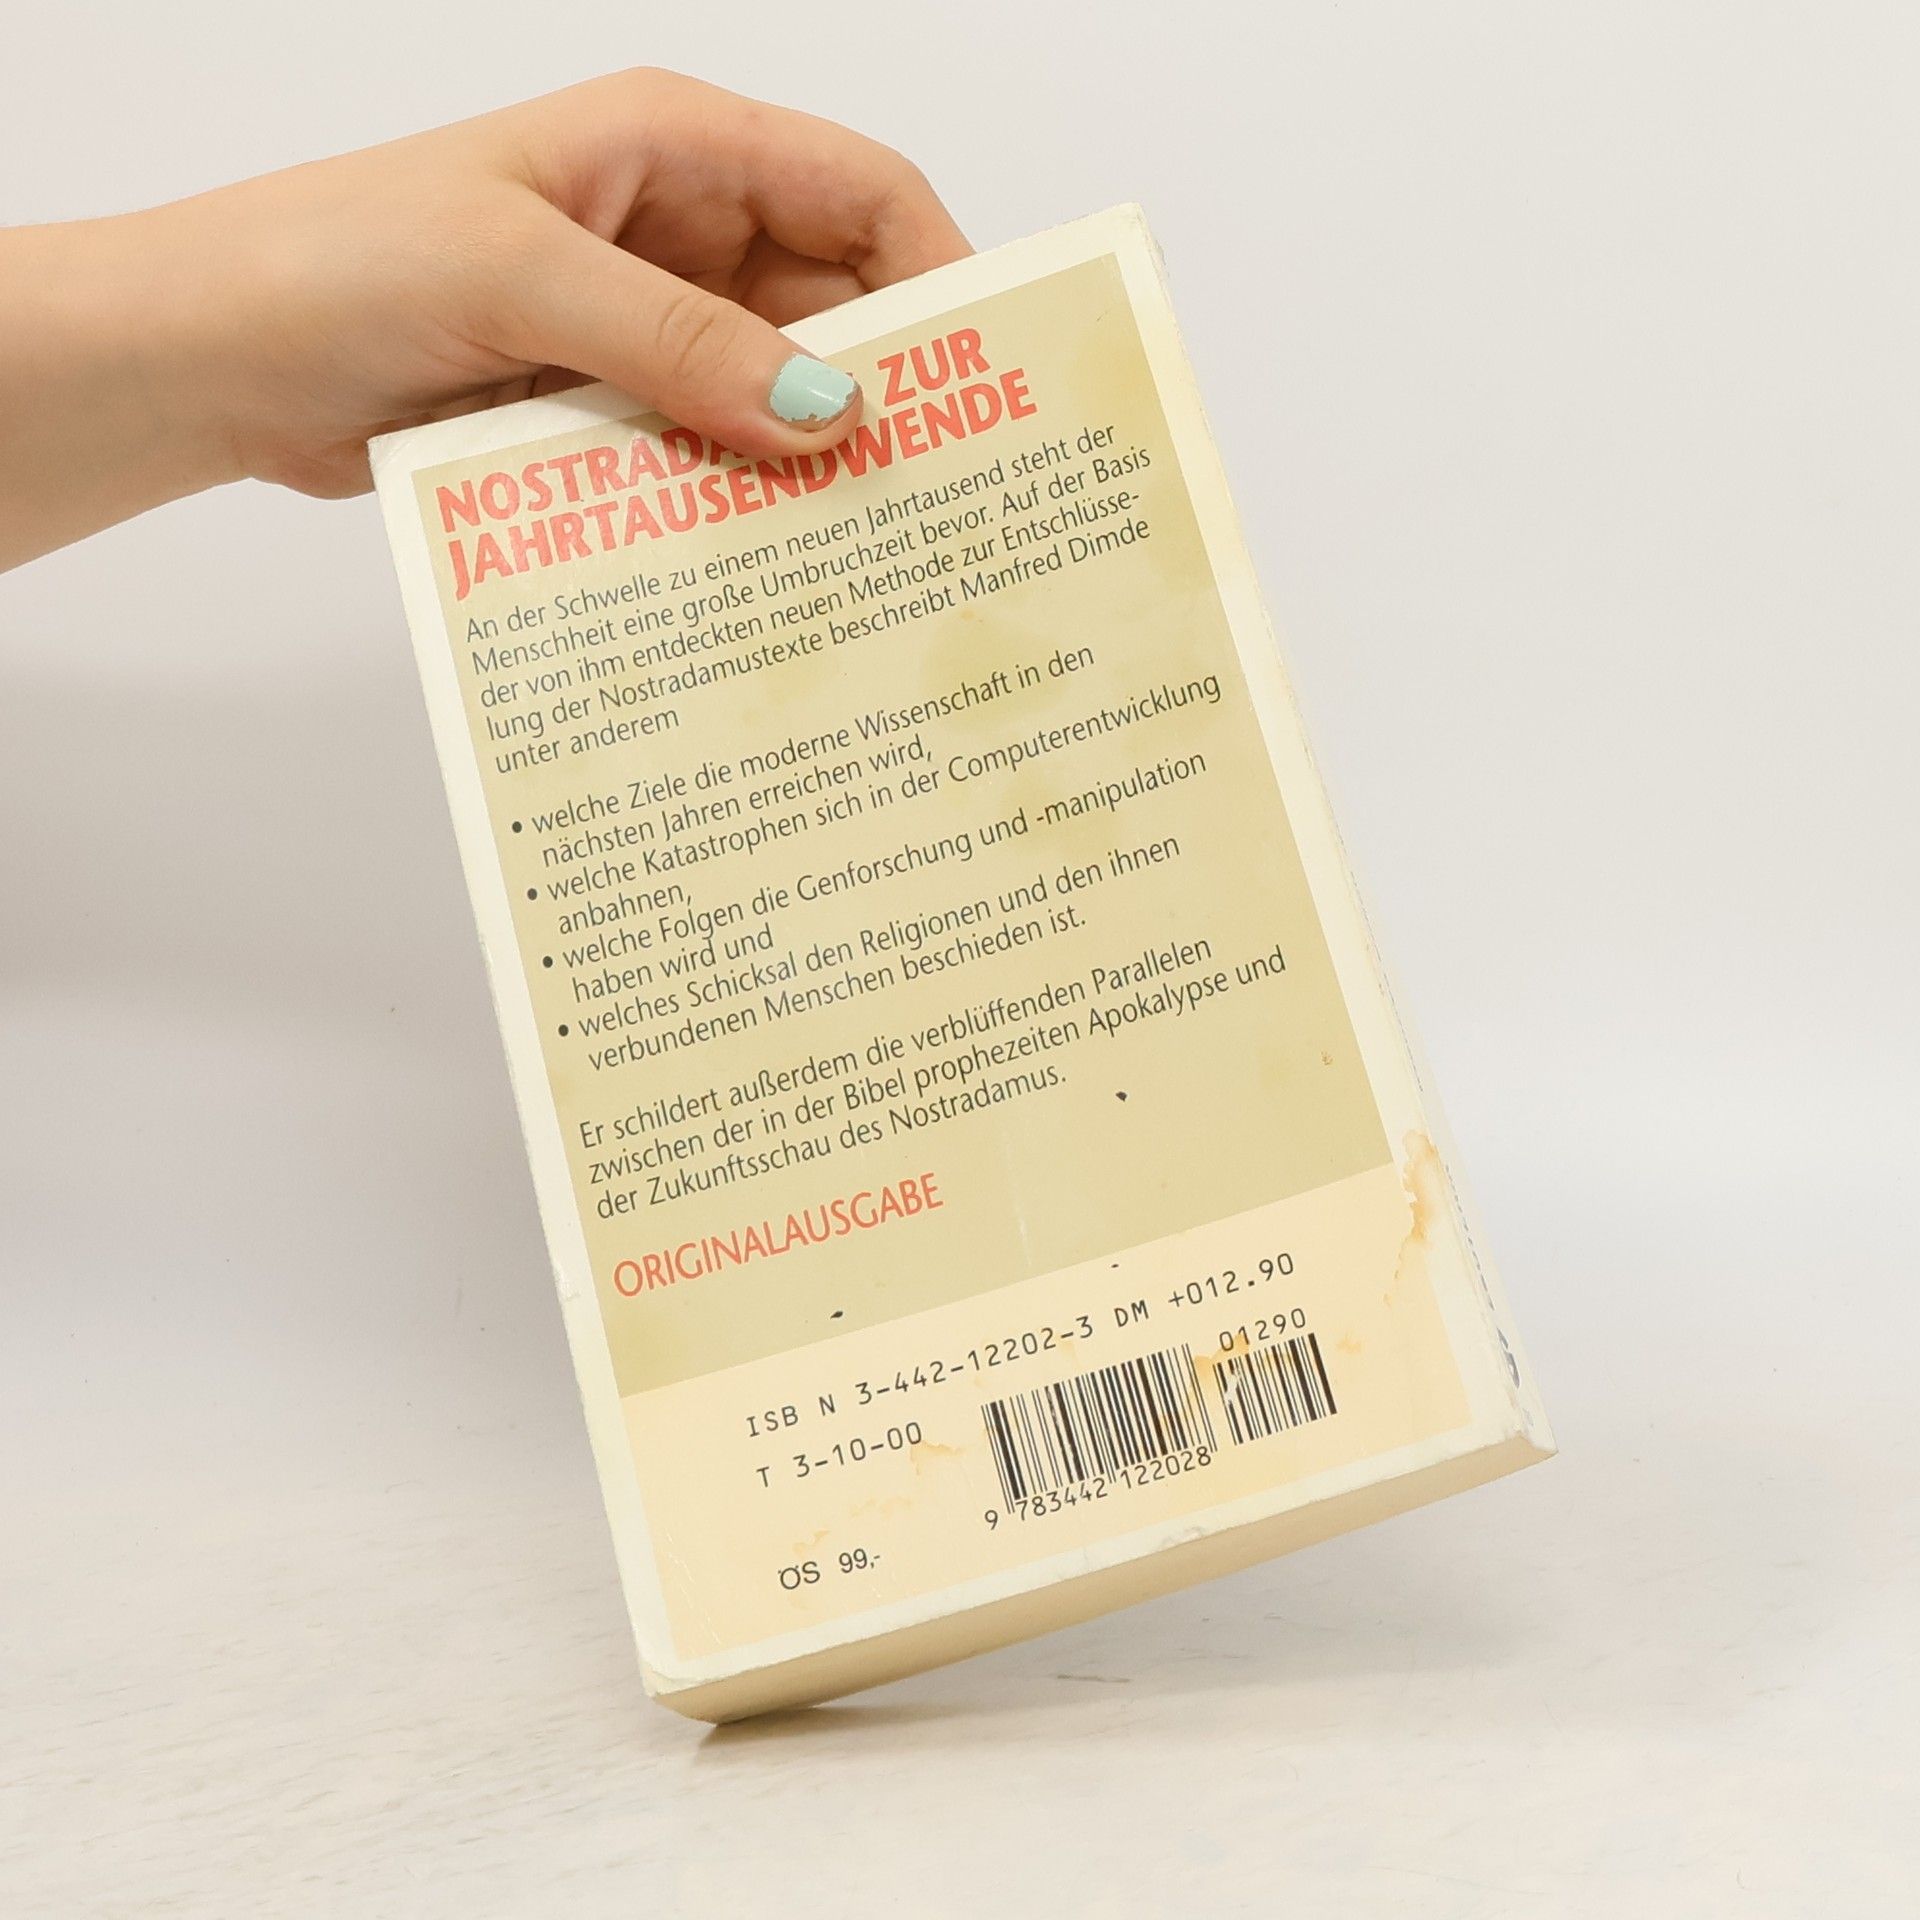 ZUR
JAHRTAUSENDWENDE
An der Schwelle zu einem neuen Jahrtausend steht der
Menschheit eine große Umbruchzeit bevor. Auf der Basis
der von ihm entdeckten neuen Methode zur Entschlüsse-
lung der Nostradamustexte beschreibt Manfred Dimde
unter anderem
• welche Ziele die moderne Wissenschaft in den
nächsten Jahren erreichen wird,
• welche Katastrophen sich in der Computerentwicklung
anbahnen,
• welche Folgen die Genforschung und -manipulation
haben wird und
• welches Schicksal den Religionen und den ihnen
verbundenen Menschen beschieden ist.
Er schildert außerdem die verblüffenden Parallelen
zwischen der in der Bibel prophezeiten Apokalypse und
der Zukunftsschau des Nostradamus.
ORIGINALAUSGABE
ISB N 3-442-12202-3 DM +012.90
T 3-10-00
01290
9 783442 122028
ÖS 99,-